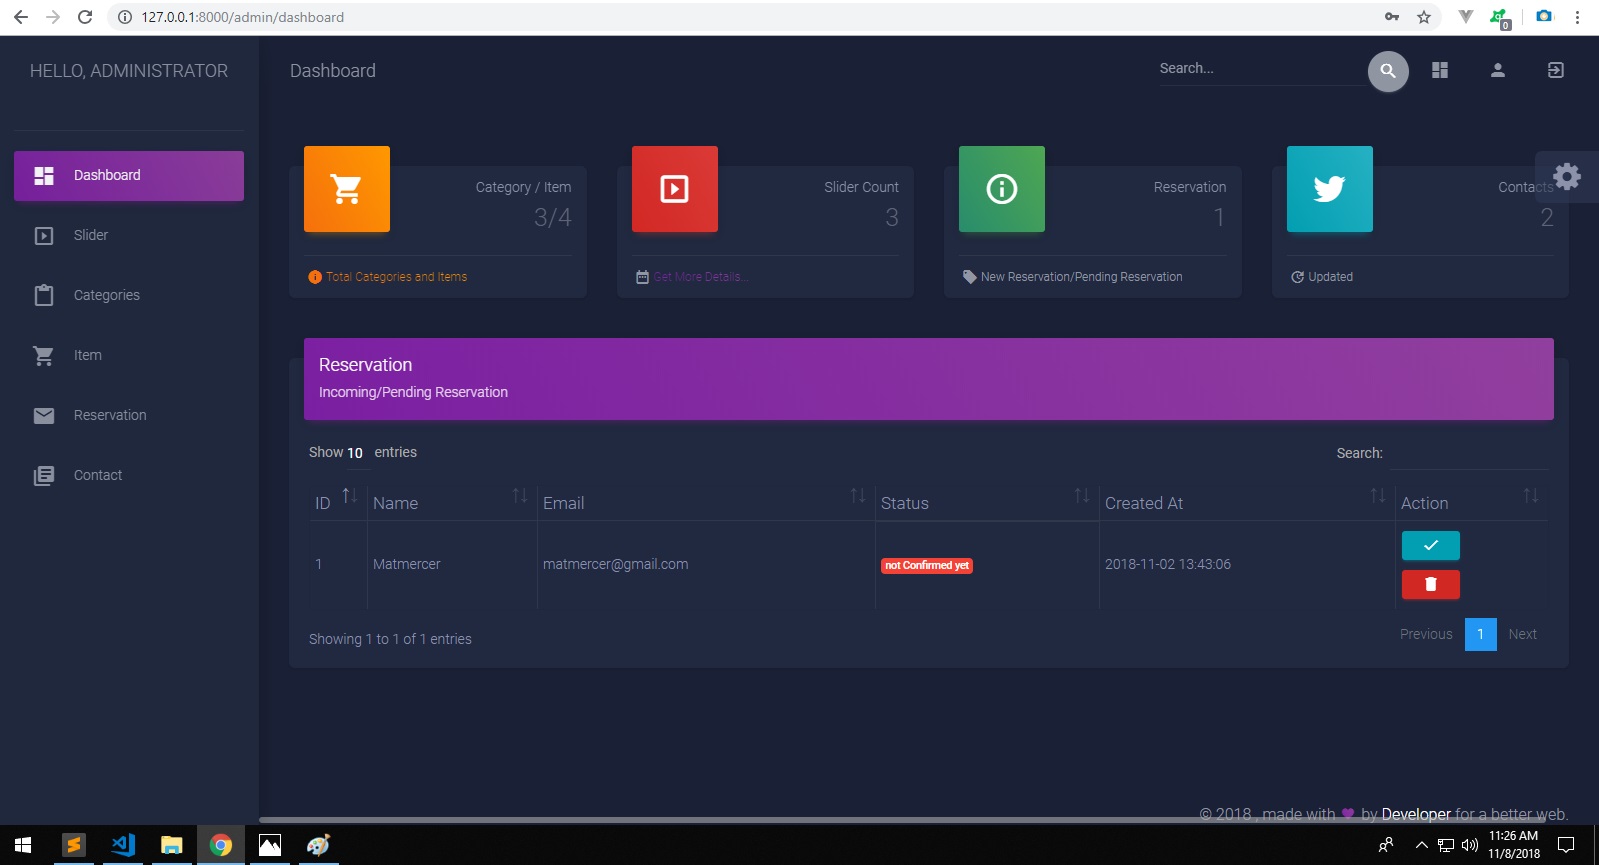 127.0.0.1:8000/admin/dashboard
0
HELLO, ADMINISTRATOR
Dashboard
Search...
Dashboard
Slider
Categories
Item
Reservation
Contact
Category / Item
3/4
Total Categories and Items
Slider Count
3
Get More Details...
Reservation
1
New Reservation/Pending Reservation
Contacts
2
Updated
Reservation
Incoming/Pending Reservation
Show 10 entries
Search:
ID Name Email Status Created At Action
1 Matmercer matmercer@gmail.com not Confirmed yet 2018-11-02 13:43:06
Showing 1 to 1 of 1 entries
Previous 1 Next
© 2018 , made with by Developer for a better web.
11:26 AM
11/8/2018